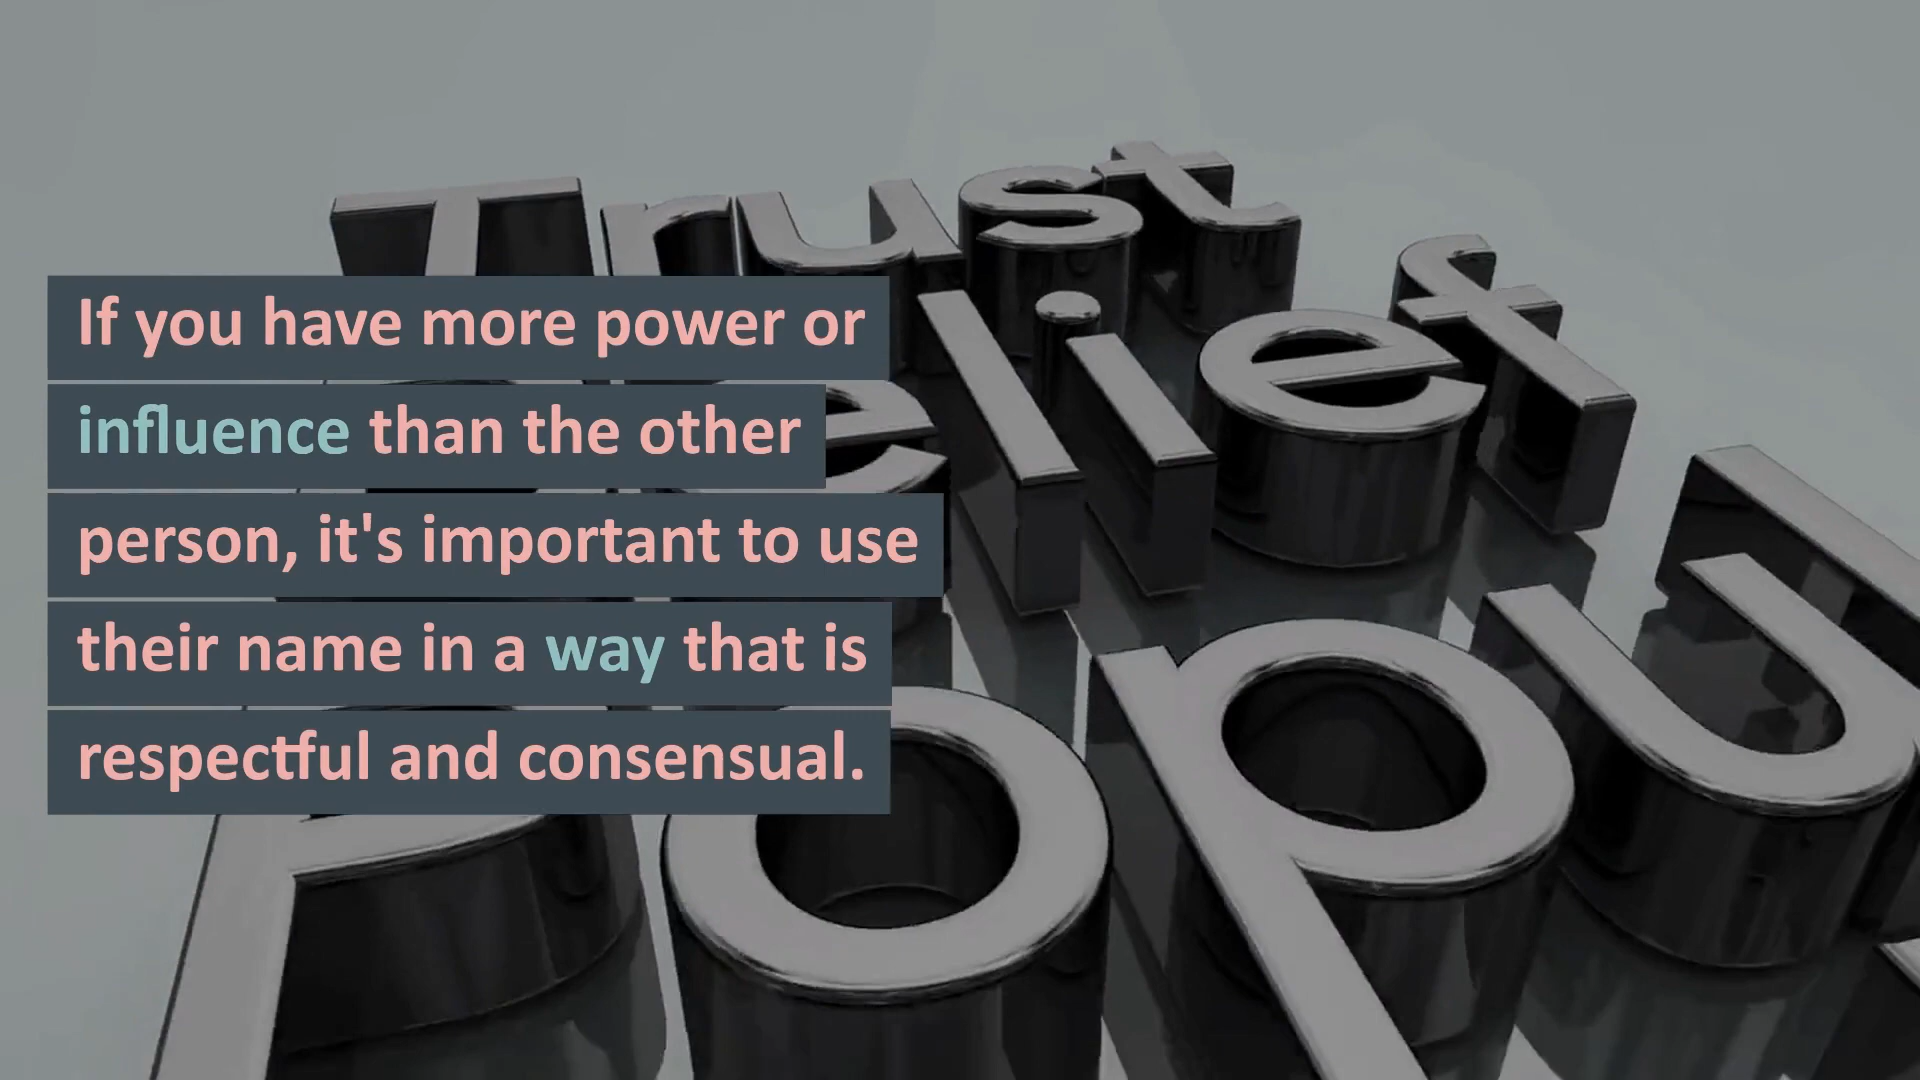 Trust
If you have more power or
influence than the other
person, it's important to use
their name in a way that is
respectful and consensual.